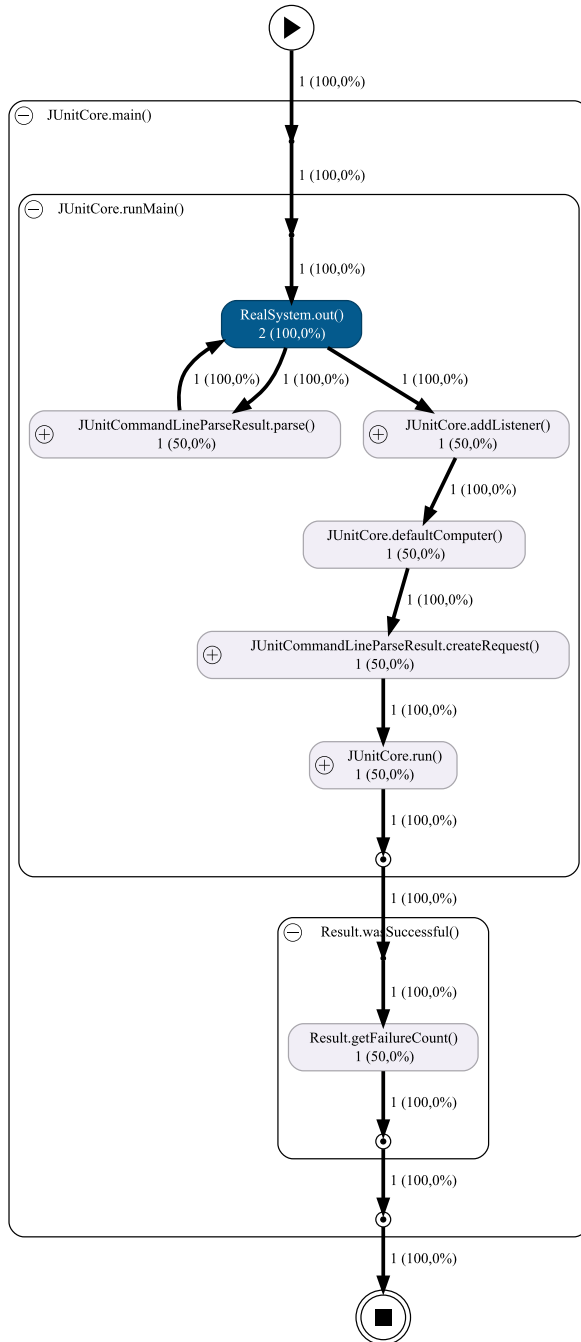 1 (100,0%)
JUnitCore.main()
1 (100,0%)
JUnitCore.runMain()
1 (100,0%)
RealSystem.out()
2 (100,0%)
1 (100,0%)
1 (100,0%)
1 (100,0%)
JUnitCommandLineParseResult.parse()
1 (50,0%)
JUnitCore.addListener()
1 (50,0%)
1 (100,0%)
JUnitCore.defaultComputer()
1 (50,0%)
1 (100,0%)
JUnitCommandLineParseResult.createRequest()
1 (50,0%)
1 (100,0%)
JUnitCore.run()
1 (50,0%)
1 (100,0%)
1 (100,0%)
Result.wasSuccessful()
1 (100,0%)
Result.getFailureCount()
1 (50,0%)
1 (100,0%)
1 (100,0%)
1 (100,0%)